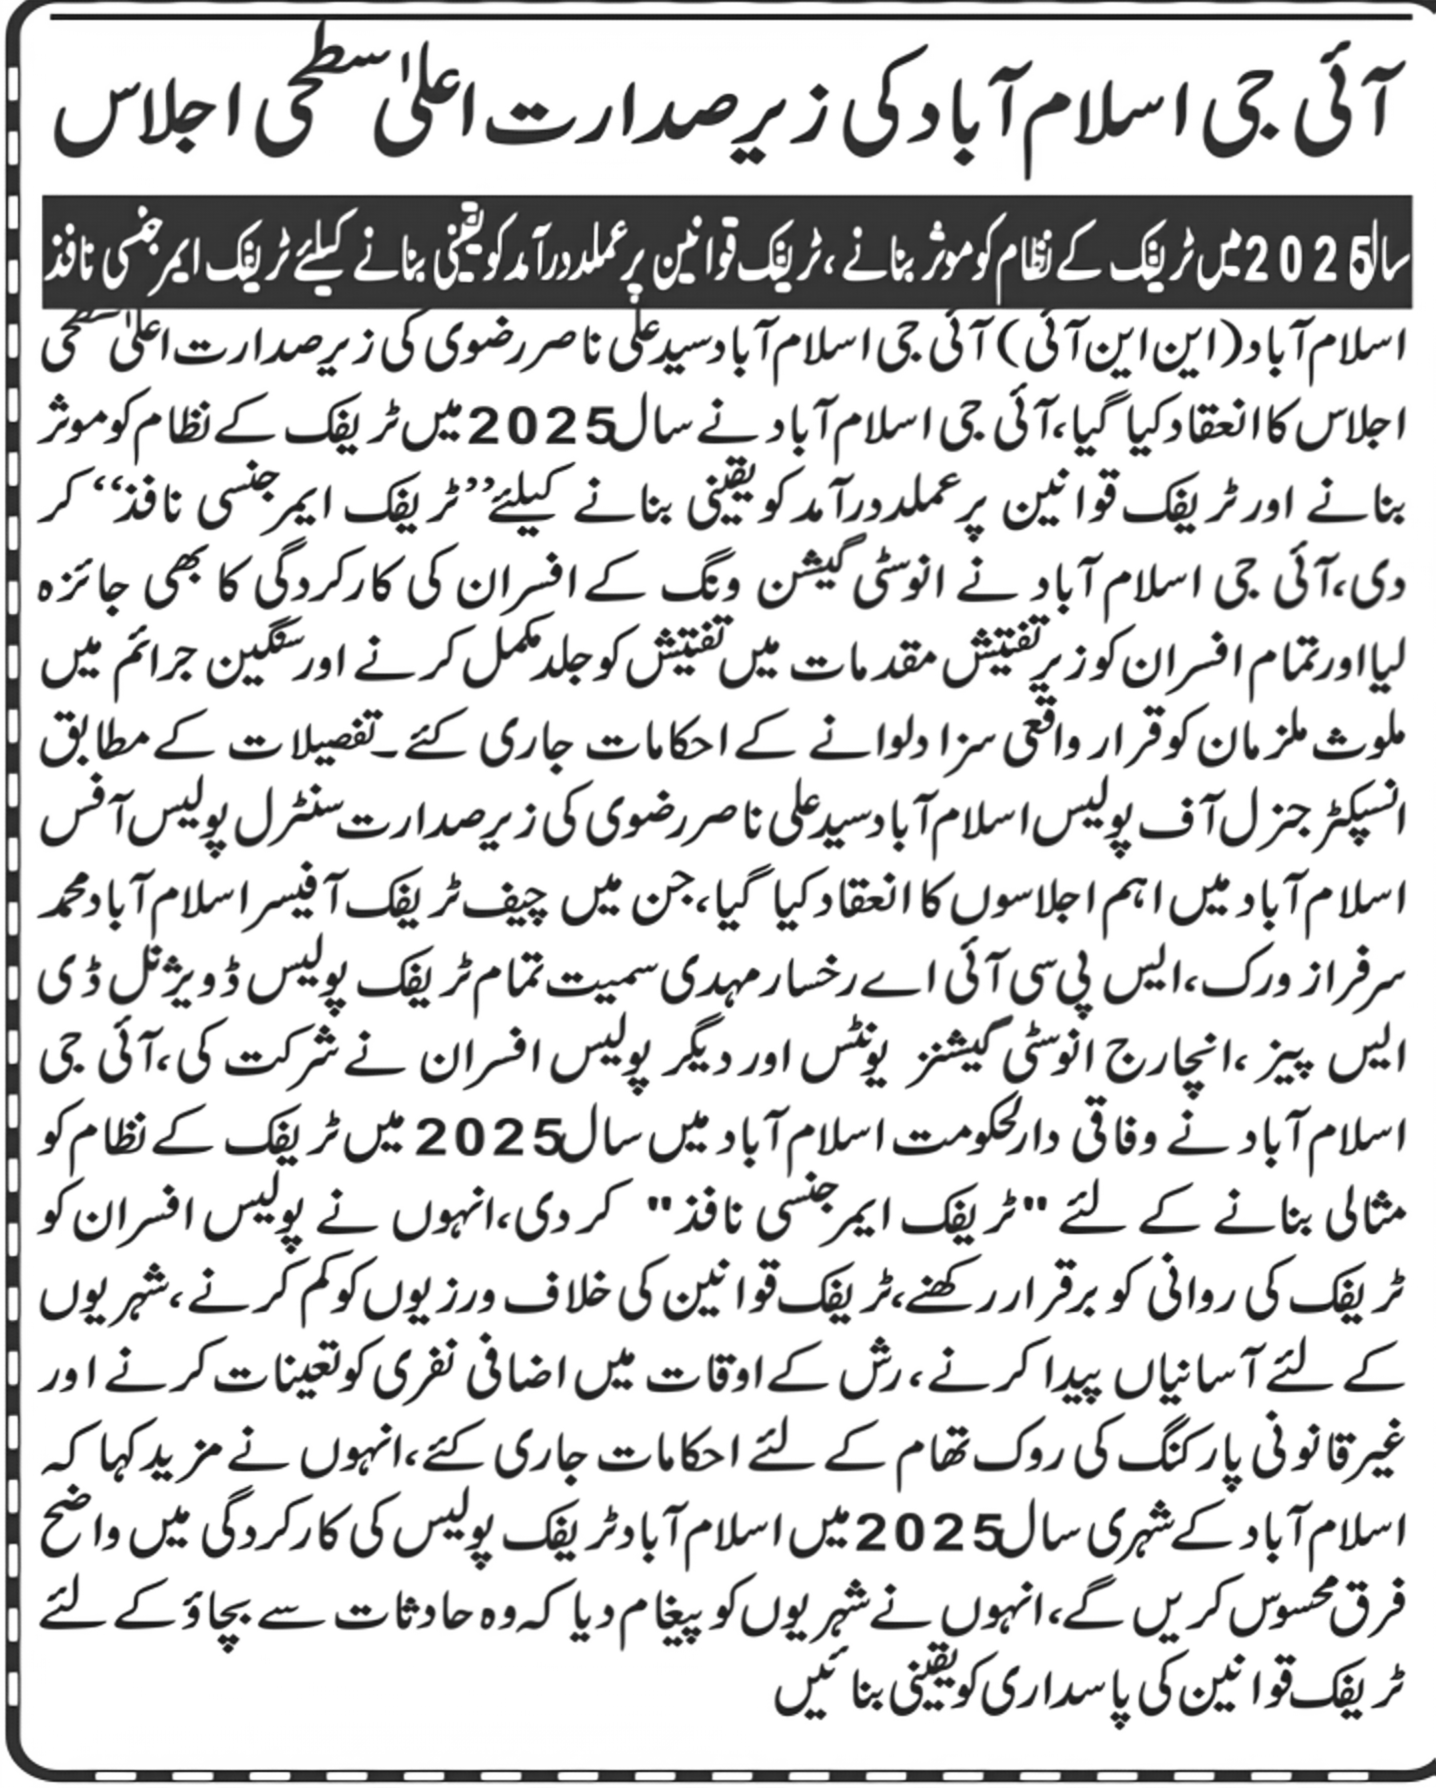 آئی جی اسلام آباد کی زیر صدارت اعلیٰ سطحی اجلاس
سال2025میں ٹریفک کے نظام کو موثر بنانے ،ٹریفک قوانین پر عملدرآمد کو یقینی بنانے کیلئے ٹریفک ایمرجنسی نافذ
اسلام آباد(این این آئی) آئی جی اسلام آباد سید علی ناصر رضوی کی زیر صدارت اعلیٰ سطحی
اجلاس کا انعقاد کیا گیا،آئی جی اسلام آباد نے سال2025میں ٹریفک کے نظام کو موثر
بنانے اور ٹریفک قوانین پر عملدرآمد کو یقینی بنانے کیلئے’’ٹریفک ایمرجنسی نافذ‘‘ کر
دی،آئی جی اسلام آباد نے انوسٹی گیشن ونگ کے افسران کی کارکردگی کا بھی جائزہ
لیا اور تمام افسران کو زیر تفتیش مقدمات میں تفتیش کو جلد مکمل کرنے اور سنگین جرائم میں
ملوث ملزمان کو قرار واقعی سزا دلوانے کے احکامات جاری کئے۔تفصیلات کے مطابق
انسپکٹر جنرل آف پولیس اسلام آباد سید علی ناصر رضوی کی زیر صدارت سنٹرل پولیس آفس
اسلام آباد میں اہم اجلاسوں کا انعقاد کیا گیا،جن میں چیف ٹریفک آفیسر اسلام آباد محمد
سرفراز ورک،ایس پی سی آئی اے رخسار مہدی سمیت تمام ٹریفک پولیس ڈویژنل ڈی
ایس پیز ،انچارج انوسٹی گیشنز یونٹس اور دیگر پولیس افسران نے شرکت کی،آئی جی
اسلام آباد نے وفاقی دارلحکومت اسلام آباد میں سال2025 میں ٹریفک کے نظام کو
مثالی بنانے کے لئے "ٹریفک ایمرجنسی نافذ" کر دی،انہوں نے پولیس افسران کو
ٹریفک کی روانی کو برقرار رکھنے،ٹریفک قوانین کی خلاف ورزیوں کو کم کرنے،شہریوں
کے لئے آسانیاں پیدا کرنے،رش کے اوقات میں اضافی نفری کو تعینات کرنے اور
غیر قانونی پارکنگ کی روک تھام کے لئے احکامات جاری کئے،انہوں نے مزید کہا کہ
اسلام آباد کے شہری سال2025میں اسلام آباد ٹریفک پولیس کی کارکردگی میں واضح
فرق محسوس کریں گے،انہوں نے شہریوں کو پیغام دیا کہ وہ حادثات سے بچاؤ کے لئے
ٹریفک قوانین کی پاسداری کو یقینی بنائیں